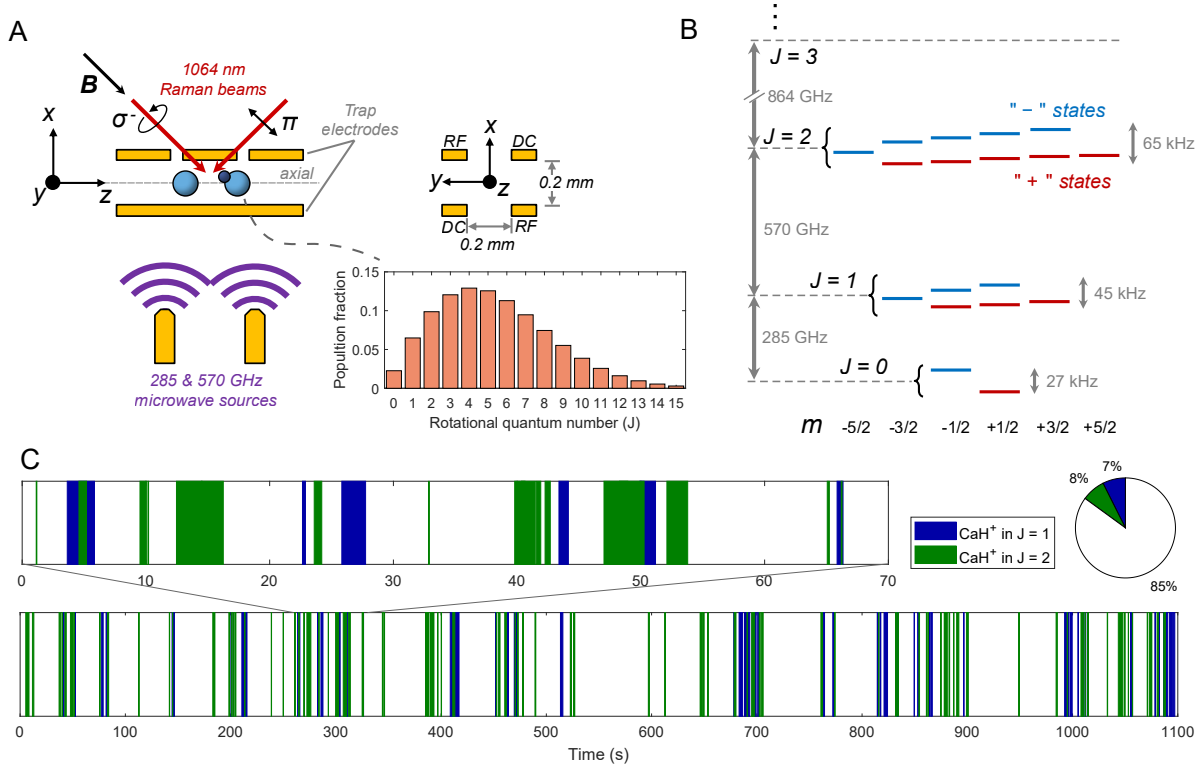 A
B
x
y
z
1064 nm
Raman beams
σ-
π
Trap
electrodes
axial
RF
DC
x
y
z
0.2 mm
DC
RF
0.2 mm
285 & 570 GHz
microwave sources
Popultion fraction
0.15
0.1
0.05
0
0 1 2 3 4 5 6 7 8 9 10 11 12 13 14 15
Rotational quantum number (J)
B
J = 3
864 GHz
" − " states
J = 2
65 kHz
" + " states
570 GHz
J = 1
45 kHz
285 GHz
J = 0
27 kHz
m -5/2 -3/2 -1/2 +1/2 +3/2 +5/2
C
0 10 20 30 40 50 60 70
CaH+ in J = 1
CaH+ in J = 2
8%
7%
85%
0 100 200 300 400 500 600 700 800 900 1000 1100
Time (s)